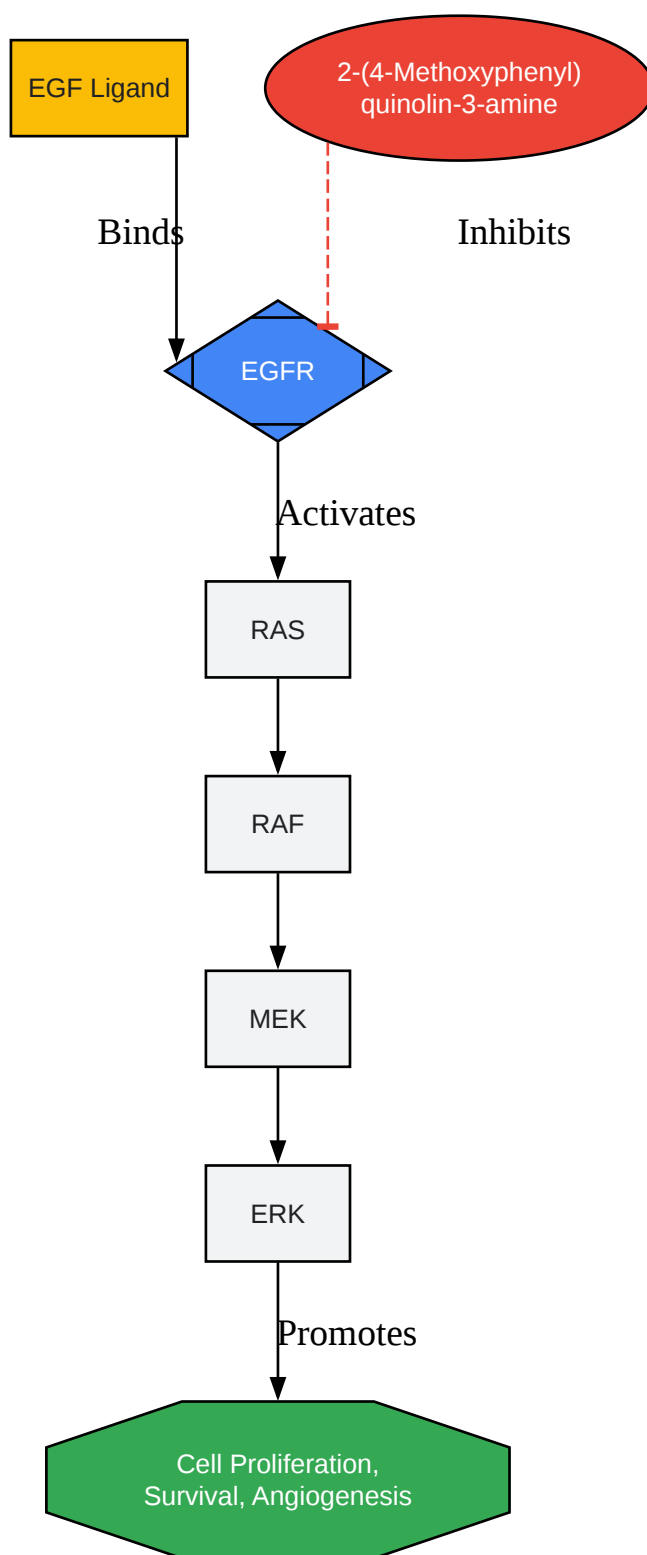 EGF Ligand
2-(4-Methoxyphenyl)
quinolin-3-amine
Binds
Inhibits
EGFR
Activates
RAS
RAF
MEK
ERK
Promotes
Cell Proliferation,
Survival, Angiogenesis